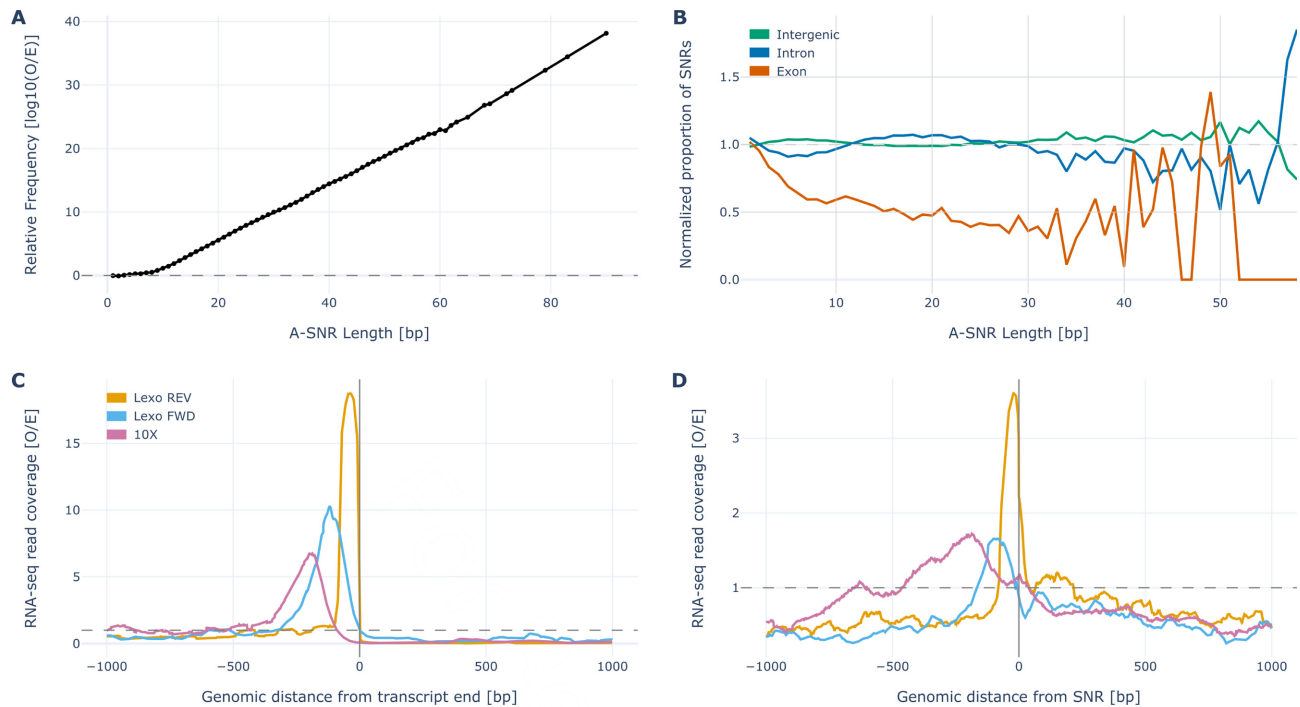 A
Relative Frequency [log10(O/E)]
40
30
20
10
0
0
20
40
60
80
A-SNR Length [bp]
B
Normalized proportion of SNRs
Intergenic
Intron
Exon
1.5
1.0
0.5
0.0
10
20
30
40
50
A-SNR Length [bp]
C
RNA-seq read coverage [O/E]
Lexo REV
Lexo FWD
10X
15
10
5
0
−1000
−500
0
500
1000
Genomic distance from transcript end [bp]
D
RNA-seq read coverage [O/E]
3
2
1
−1000
−500
0
500
1000
Genomic distance from SNR [bp]